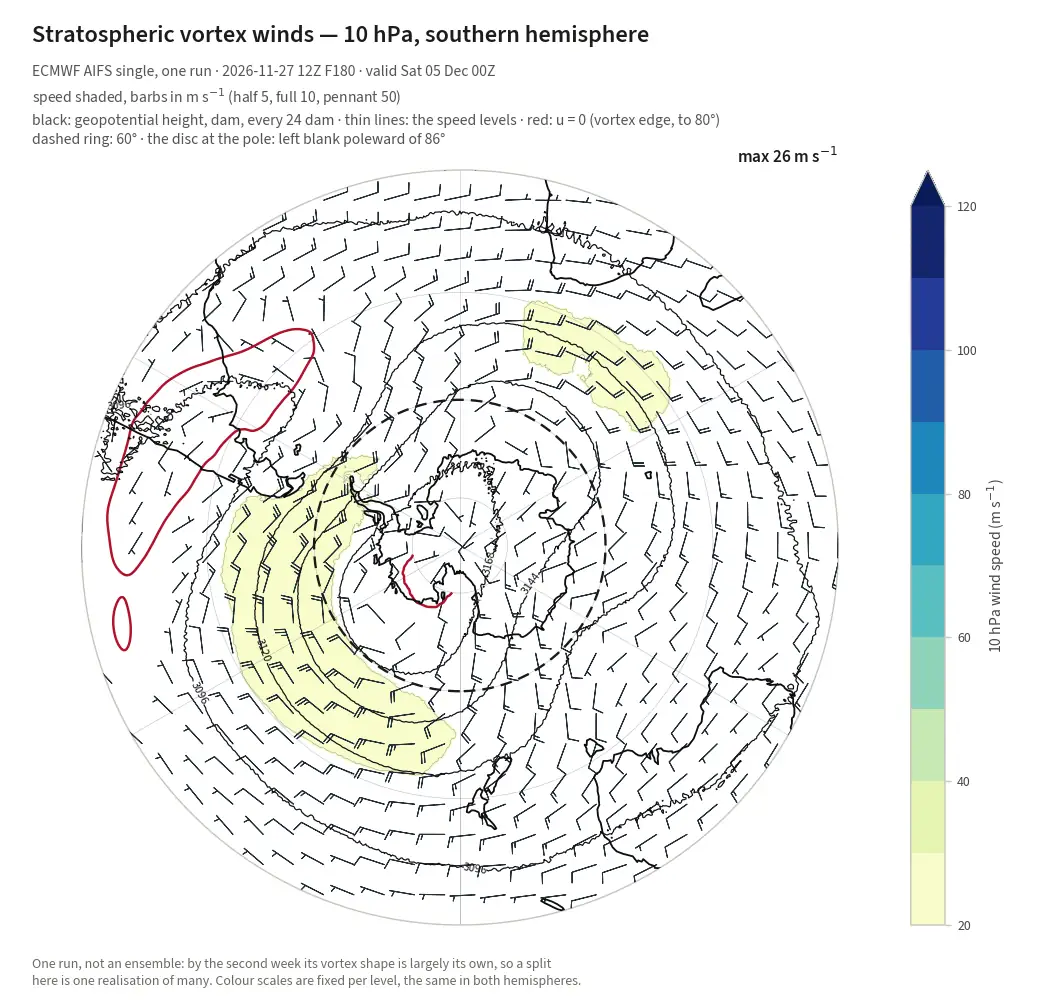 Stratospheric vortex winds — 10 hPa, southern hemisphere
ECMWF AIFS single, one run · 2026-11-27 12Z F180 · valid Sat 05 Dec 00Z
speed shaded, barbs in m s⁻¹ (half 5, full 10, pennant 50)
black: geopotential height, dam, every 24 dam · thin lines: the speed levels · red: u = 0 (vortex edge, to 80°)
dashed ring: 60° · the disc at the pole: left blank poleward of 86°
max 26 m s⁻¹
120
100
80
60
40
20
10 hPa wind speed (m s⁻¹)
3168
3144
3120
3096
3096
One run, not an ensemble: by the second week its vortex shape is largely its own, so a split
here is one realisation of many. Colour scales are fixed per level, the same in both hemispheres.